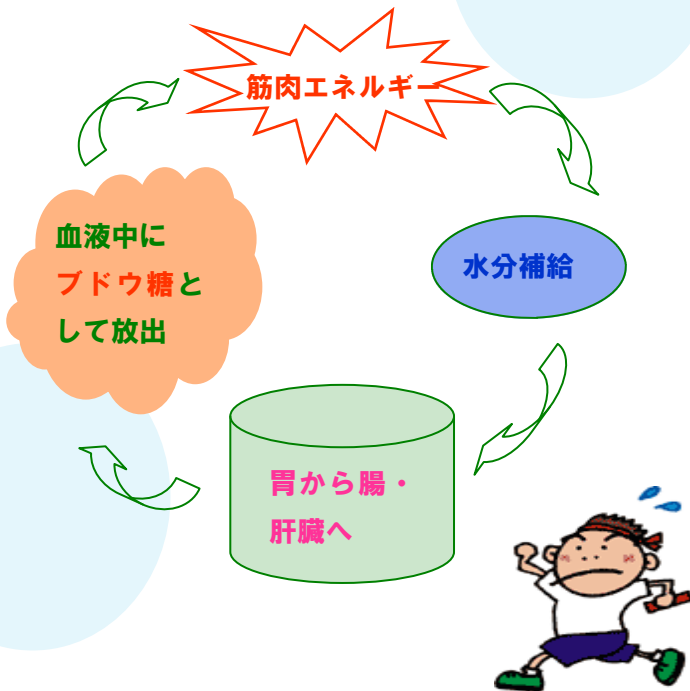 筋肉エネルギー
水分補給
胃から腸・
肝臓へ
血液中に
ブドウ糖と
して放出